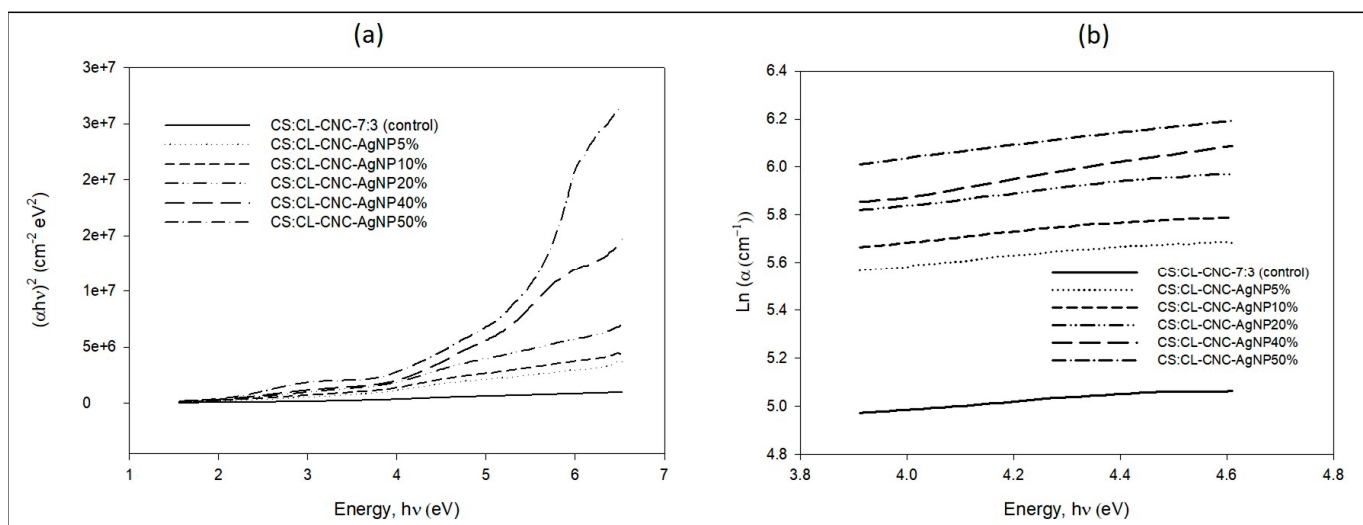 (a)
3e+7
3e+7
2e+7
2e+7
1e+7
5e+6
0
1 2 3 4 5 6 7
(αhν)² (cm⁻² eV²)
Energy, hν (eV)
CS:CL-CNC-7:3 (control)
CS:CL-CNC-AgNP5%
CS:CL-CNC-AgNP10%
CS:CL-CNC-AgNP20%
CS:CL-CNC-AgNP40%
CS:CL-CNC-AgNP50%
(b)
6.4
6.2
6.0
5.8
5.6
5.4
5.2
5.0
4.8
3.8 4.0 4.2 4.4 4.6 4.8
Ln (α (cm⁻¹))
Energy, hν (eV)
CS:CL-CNC-7:3 (control)
CS:CL-CNC-AgNP5%
CS:CL-CNC-AgNP10%
CS:CL-CNC-AgNP20%
CS:CL-CNC-AgNP40%
CS:CL-CNC-AgNP50%